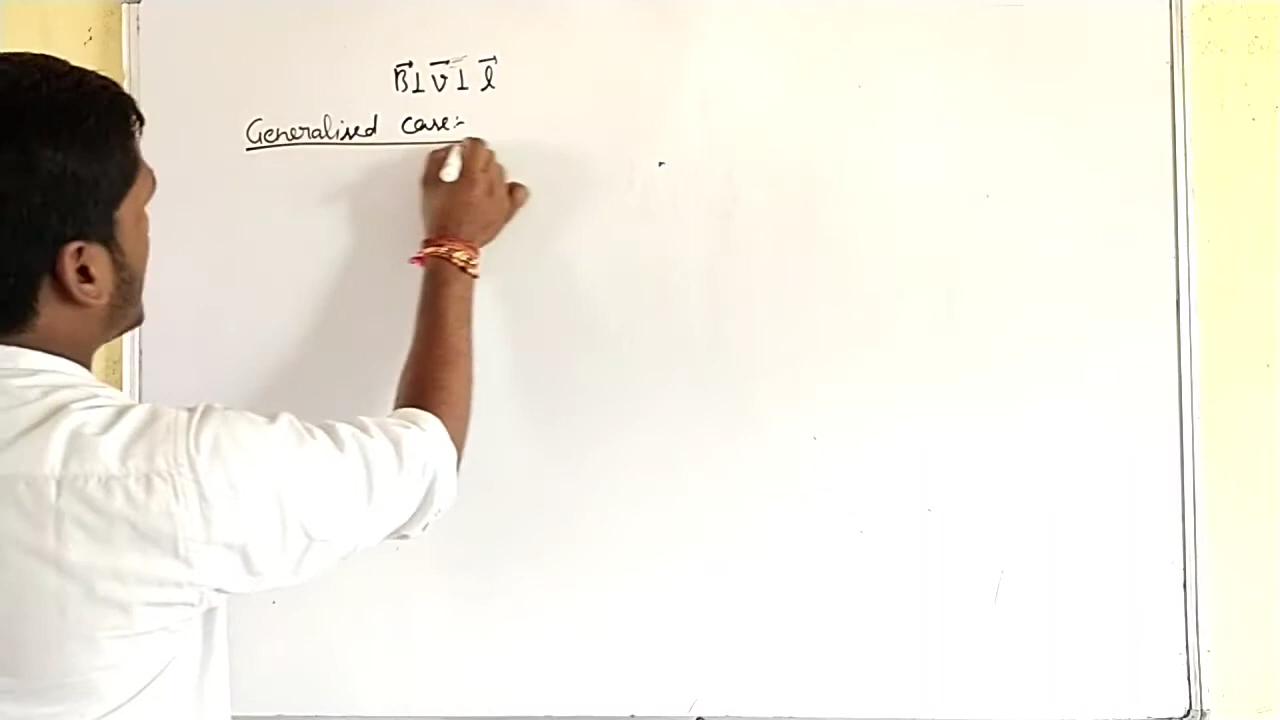 B⃗ ⊥ v⃗ ⊥ l⃗
Generalised case:-